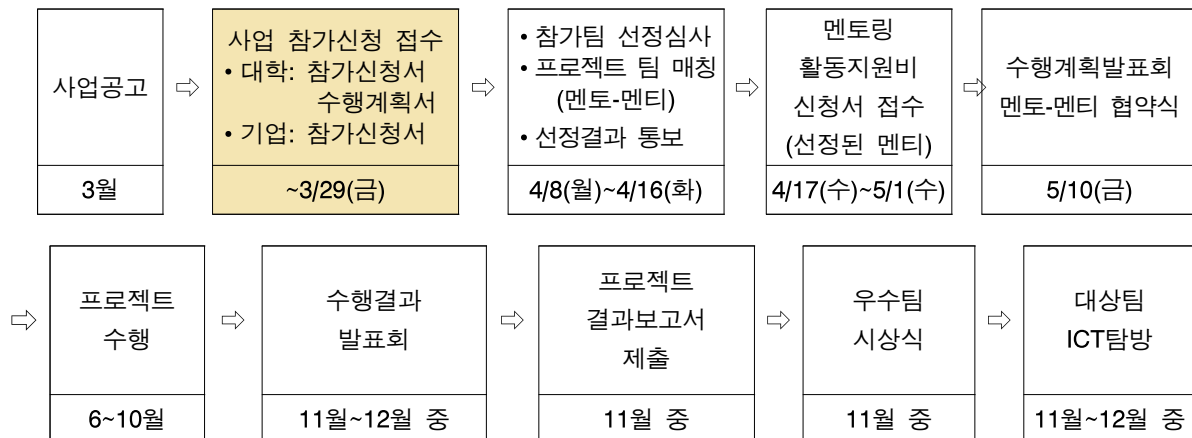 사업공고
3월
사업 참가신청 접수
• 대학: 참가신청서
수행계획서
• 기업: 참가신청서
~3/29(금)
• 참가팀 선정심사
• 프로젝트 팀 매칭
(멘토-멘티)
• 선정결과 통보
4/8(월)~4/16(화)
멘토링
활동지원비
신청서 접수
(선정된 멘티)
4/17(수)~5/1(수)
수행계획발표회
멘토-멘티 협약식
5/10(금)
프로젝트
수행
6~10월
수행결과
발표회
11월~12월 중
프로젝트
결과보고서
제출
11월 중
우수팀
시상식
11월 중
대상팀
ICT탐방
11월~12월 중